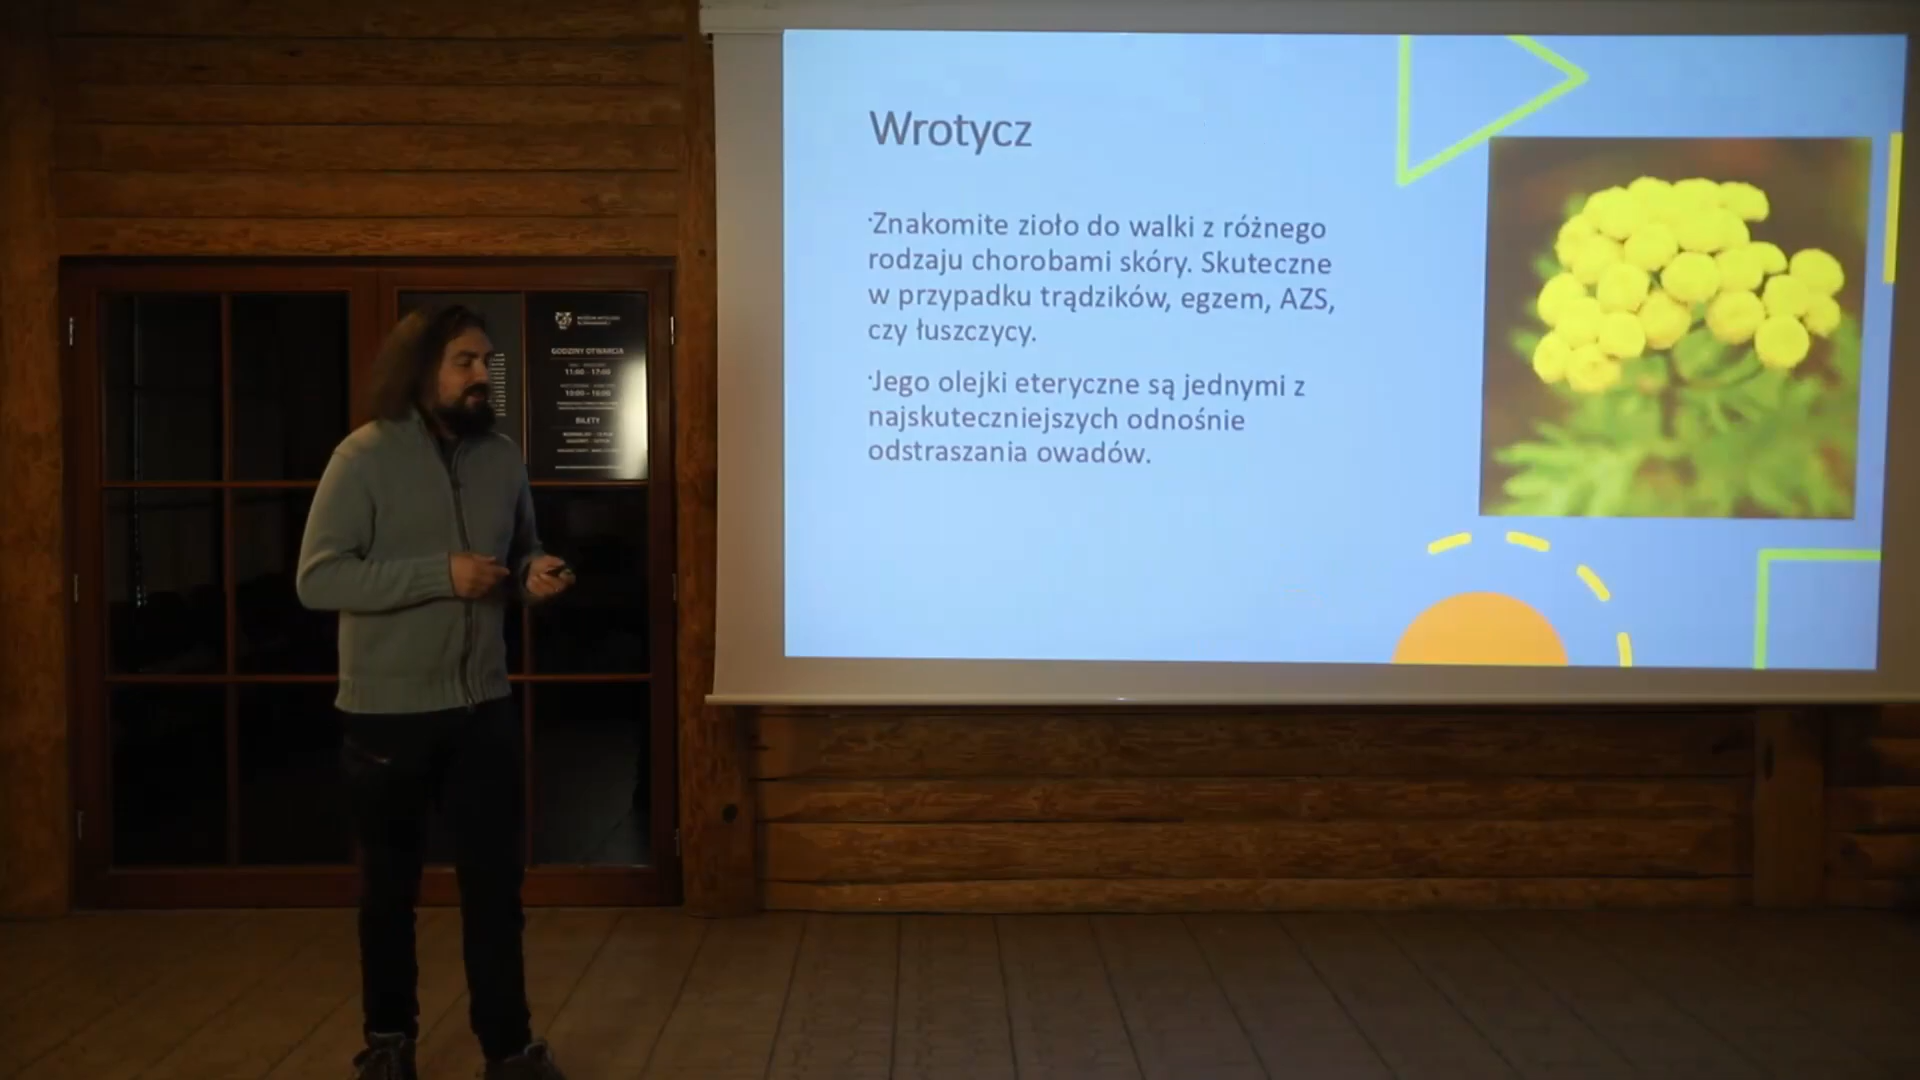 Wrotycz
·Znakomite zioło do walki z różnego
rodzaju chorobami skóry. Skuteczne
w przypadku trądzików, egzem, AZS,
czy łuszczycy.
·Jego olejki eteryczne są jednymi z
najskuteczniejszych odnośnie
odstraszania owadów.
GODZINY OTWARCIA
11:00 - 17:00
10:00 - 16:00
BILETY